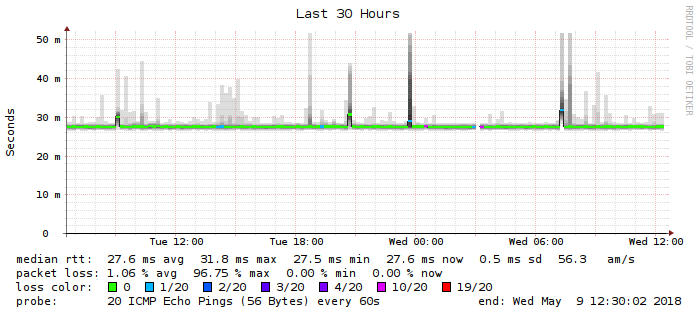 Last 30 Hours
RRDTOOL / TOBI OETIKER
Seconds
50 m
40 m
30 m
20 m
10 m
0
Tue 12:00 Tue 18:00 Wed 00:00 Wed 06:00 Wed 12:00
median rtt: 27.6 ms avg 31.8 ms max 27.5 ms min 27.6 ms now 0.5 ms sd 56.3 am/s
packet loss: 1.06 % avg 96.75 % max 0.00 % min 0.00 % now
loss color: 0 1/20 2/20 3/20 4/20 10/20 19/20
probe: 20 ICMP Echo Pings (56 Bytes) every 60s end: Wed May 9 12:30:02 2018